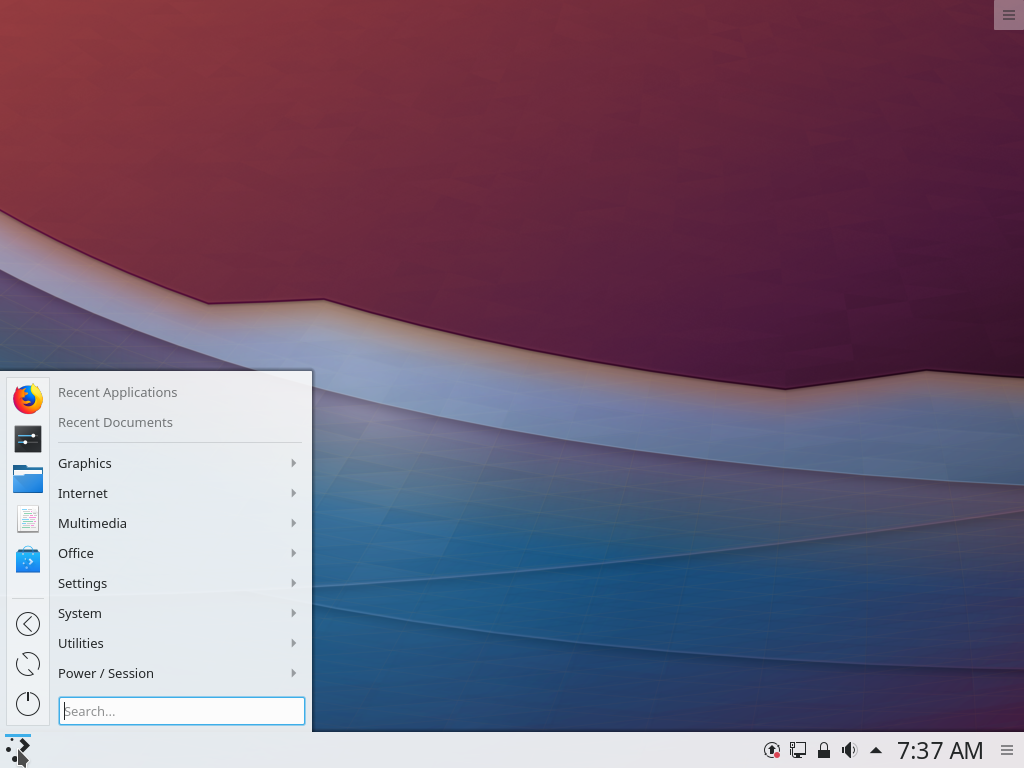 Recent Applications
Recent Documents
Graphics
Internet
Multimedia
Office
Settings
System
Utilities
Power / Session
Search...
7:37 AM